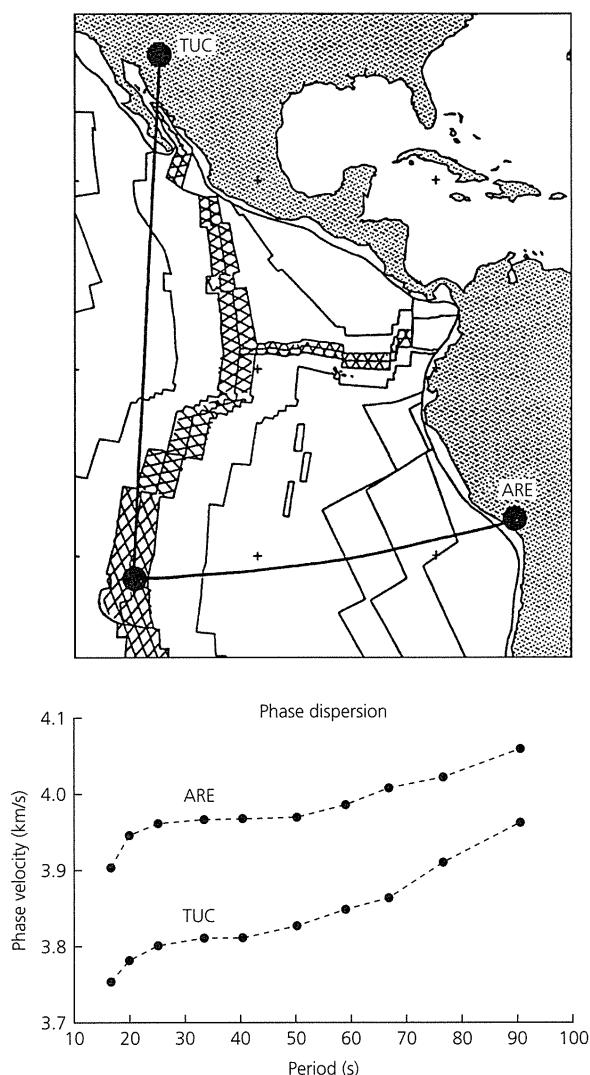 TUC
ARE
Phase dispersion
4.1
4.0
3.9
3.8
3.7
Phase velocity (km/s)
ARE
TUC
10 20 30 40 50 60 70 80 90 100
Period (s)